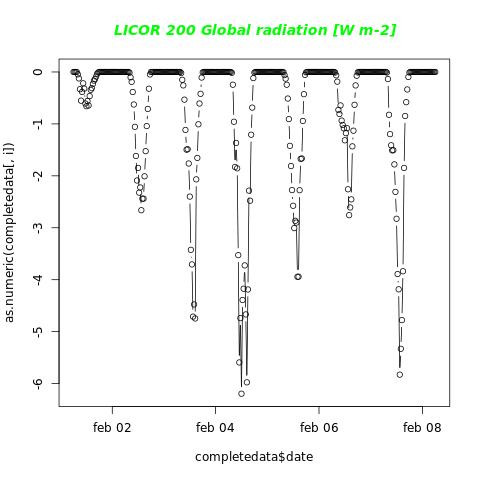 LICOR 200 Global radiation [W m-2]
as.numeric(completedata[, i])
0
-1
-2
-3
-4
-5
-6
feb 02 feb 04 feb 06 feb 08
completedata$date